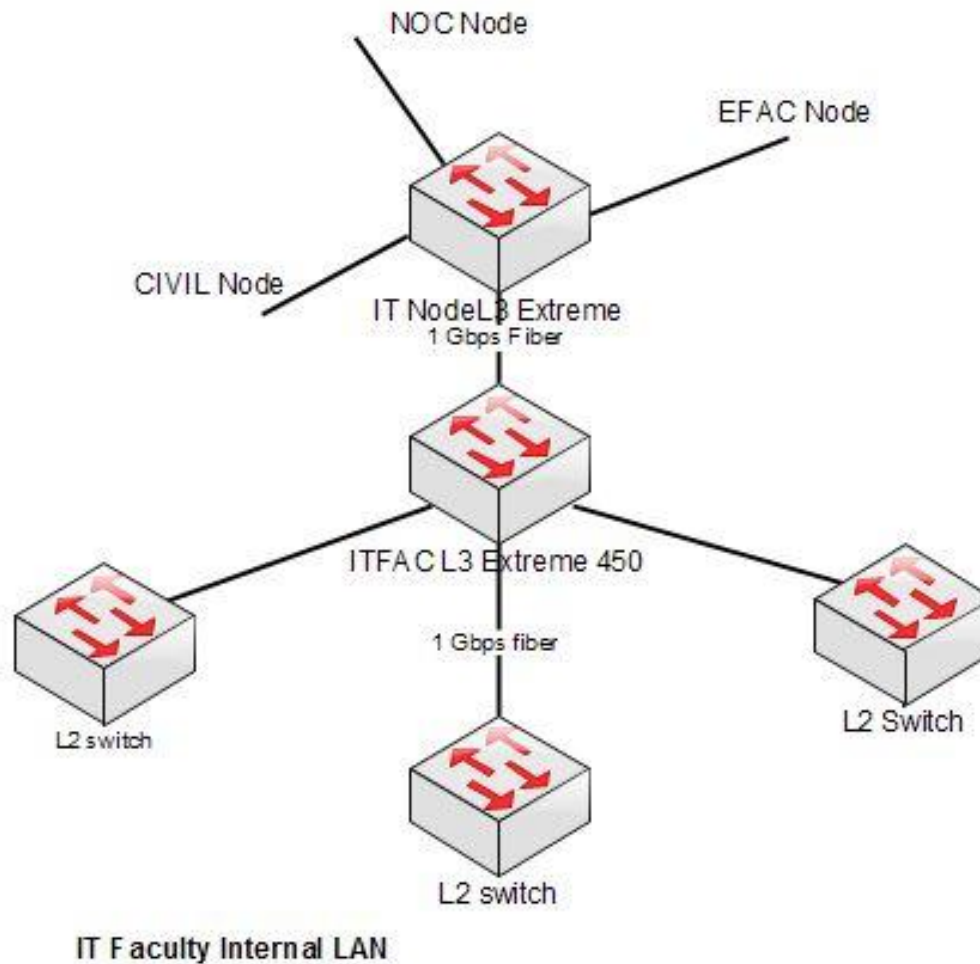 NOC Node
EFAC Node
CIVIL Node
IT NodeL3 Extreme
1 Gbps Fiber
ITFAC L3 Extreme 450
1 Gbps fiber
L2 switch
L2 Switch
L2 switch
IT Faculty Internal LAN